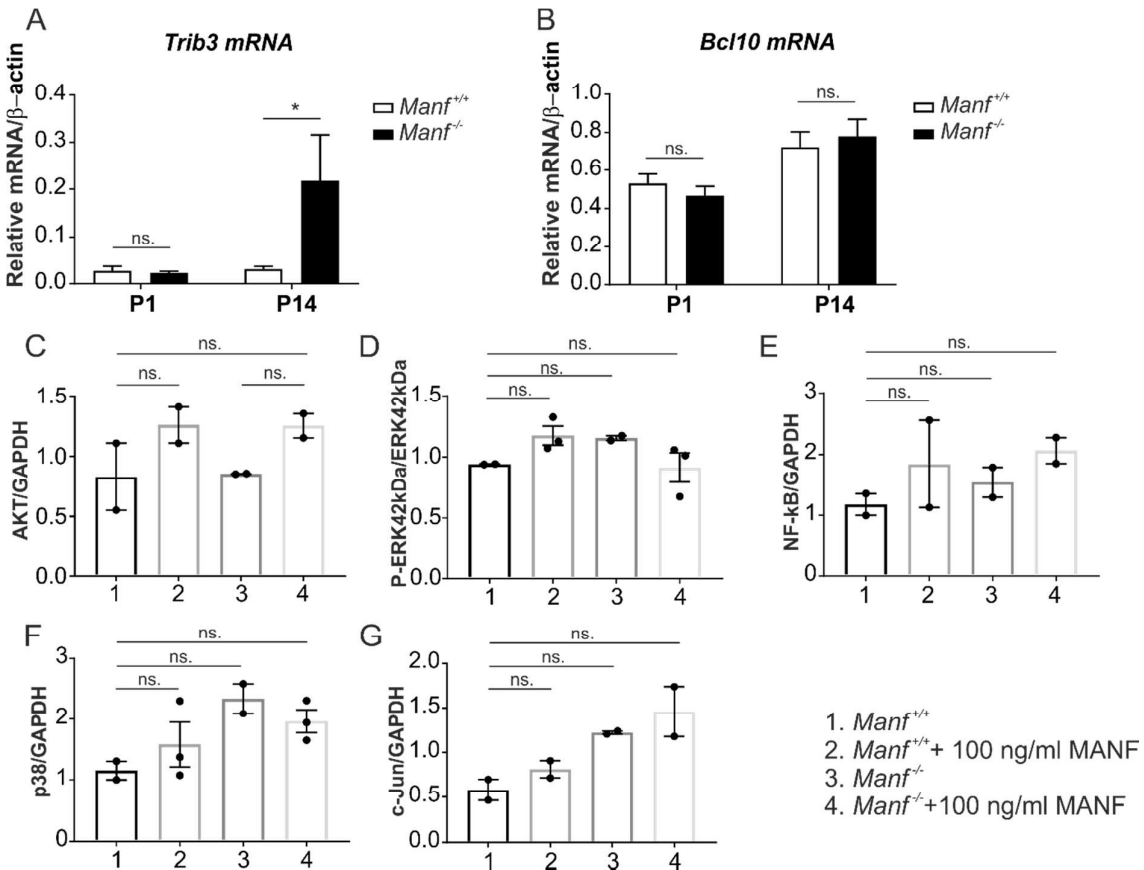 A
Trib3 mRNA
Relative mRNA/β–actin
0.4
0.3
0.2
0.1
0.0
ns.
*
P1
P14
Manf+/+
Manf-/-
B
Bcl10 mRNA
Relative mRNA/β–actin
1.0
0.8
0.6
0.4
0.2
0.0
ns.
ns.
P1
P14
Manf+/+
Manf-/-
C
AKT/GAPDH
1.5
1.0
0.5
0.0
ns.
ns.
ns.
1 2 3 4
D
P-ERK42kDa/ERK42kDa
1.5
1.0
0.5
0.0
ns.
ns.
ns.
1 2 3 4
E
NF-kB/GAPDH
3
2
1
0
ns.
ns.
ns.
1 2 3 4
F
p38/GAPDH
3
2
1
0
ns.
ns.
ns.
1 2 3 4
G
c-Jun/GAPDH
2.0
1.5
1.0
0.5
0.0
ns.
ns.
ns.
1 2 3 4
1. Manf+/+
2. Manf+/+ + 100 ng/ml MANF
3. Manf-/-
4. Manf-/- +100 ng/ml MANF